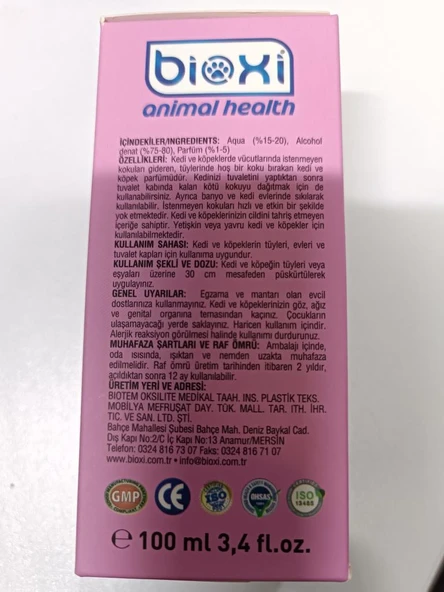 bioxi
animal health
İÇİNDEKİLER/INGREDIENTS: Aqua (%15-20), Alcohol
denat (%75-80), Parfüm (%1-5)
ÖZELLİKLERİ: Kedi ve köpeklerde vücutlarında istenmeyen
kokuları gideren, tüylerinde hoş bir koku bırakan kedi ve
köpek parfümüdür. Kedinizi tuvaletini yaptıktan sonra
tuvalet kabında kalan kötü kokuyu dağıtmak için de
kullanabilirsiniz. Ayrıca banyo ve kedi evlerinde sıkılarak
kullanılabilir. İstenmeyen kokuları hızlı ve etkin bir şekilde
yok etmektedir. Kedi ve köpeklerinizin cildini tahriş etmeyen
içeriğe sahiptir. Yetişkin veya yavru kedi ve köpekler için
kullanılabilmektedir.
KULLANIM SAHASI: Kedi ve köpeklerin tüyleri, evleri ve
tuvalet kapları için kullanıma uygundur.
KULLANIM ŞEKLİ VE DOZU: Kedi ve köpeğin tüyleri veya
eşyaları üzerine 30 cm mesafeden püskürtülerek
uygulayınız.
GENEL UYARILAR: Egzama ve mantarı olan evcil
dostlarınıza kullanmayınız. Kedi ve köpeklerinizin göz, ağız
ve genital organına temasından kaçının. Çocukların
ulaşamayacağı yerde saklayınız. Haricen kullanım içindir.
Alerjik reaksiyon görülmesi halinde kullanımı durdurunuz.
MUHAFAZA ŞARTLARI VE RAF ÖMRÜ: Ambalajı içinde,
oda ısısında, ışıktan ve nemden uzakta muhafaza
edilmelidir. Raf ömrü üretim tarihinden itibaren 2 yıldır,
açıldıktan sonra 12 ay kullanılabilir.
ÜRETİM YERİ VE ADRESİ:
BIOTEM OKSILITE MEDİKAL TAAH. INS. PLASTİK TEKS.
MOBİLYA MEFRUŞAT DAY. TÜK. MALL. TAR. ITH. İHR.
TIC. VE SAN. LTD. ŞTİ.
Bahçe Mahallesi Şubesi Bahçe Mah. Deniz Baykal Cad.
Dış Kapı No:2/C İç Kapı No:13 Anamur/MERSİN
Telefon: 0324 816 73 07 Faks: 0324 816 71 07
www.bioxi.com.tr • info@bioxi.com.tr
GMP CE ISO OHSAS ISO 13485
e 100 ml 3,4 fl.oz.